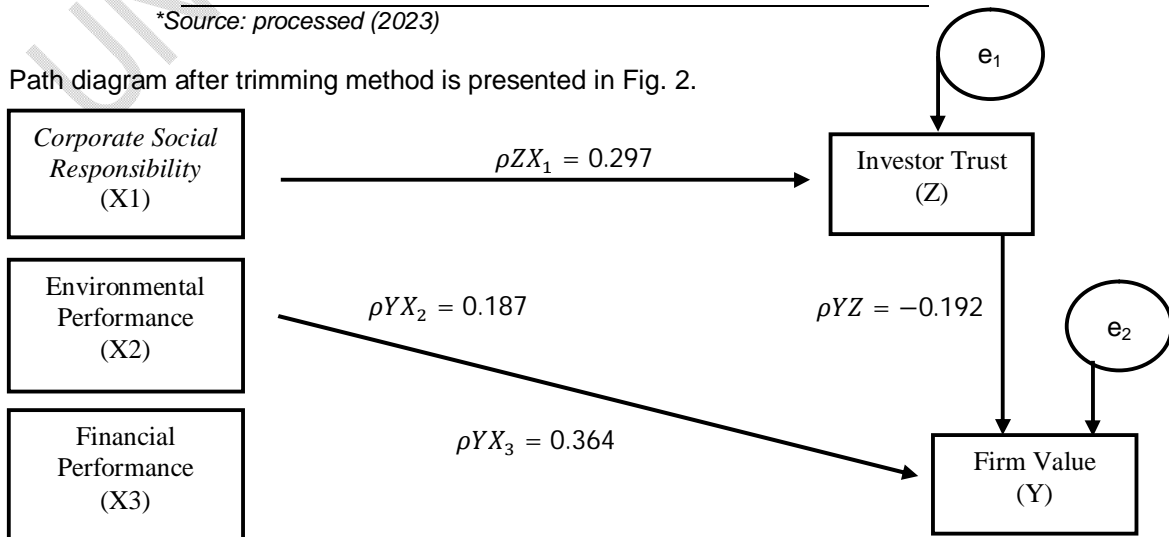 *Source: processed (2023)
Path diagram after trimming method is presented in Fig. 2.
e₁
Corporate Social
Responsibility
(X1)
ρZX₁ = 0.297
Investor Trust
(Z)
Environmental
Performance
(X2)
ρYX₂ = 0.187
ρYZ = −0.192
e₂
Financial
Performance
(X3)
ρYX₃ = 0.364
Firm Value
(Y)